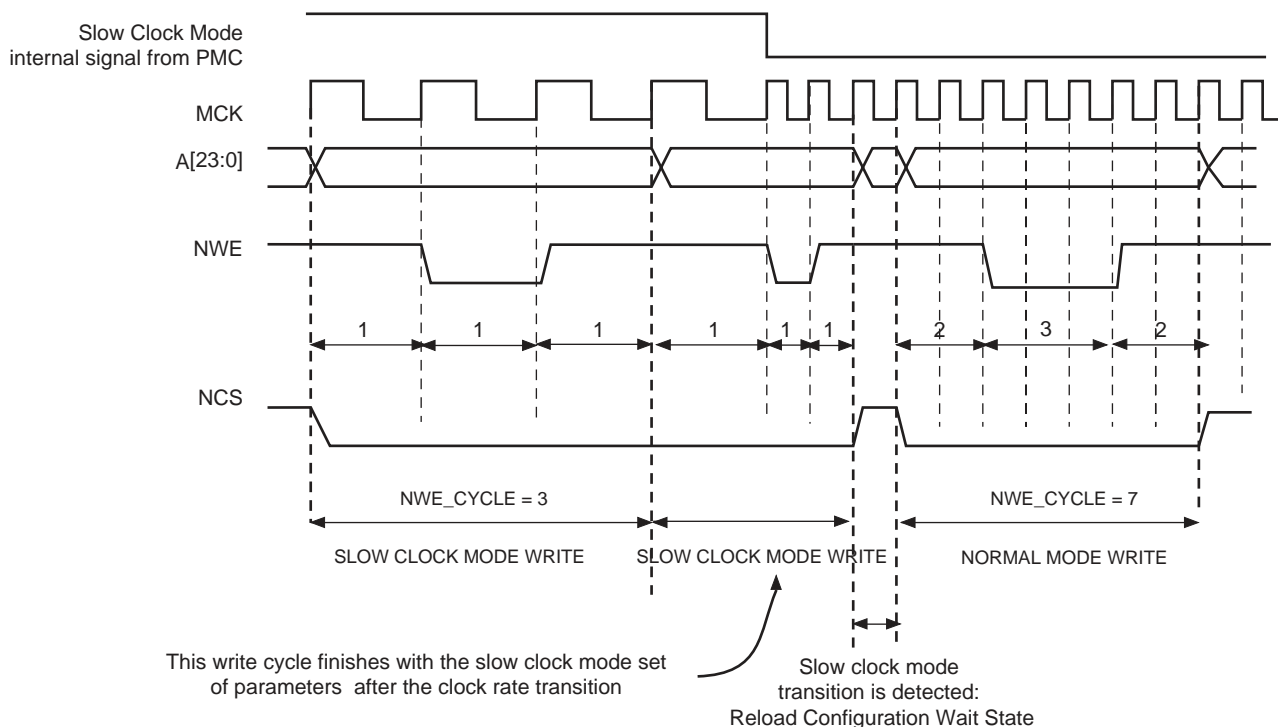 Slow Clock Mode
internal signal from PMC
MCK
A[23:0]
NWE
1 1 1 1 1 1 2 3 2
NCS
NWE_CYCLE = 3
NWE_CYCLE = 7
SLOW CLOCK MODE WRITE
SLOW CLOCK MODE WRITE
NORMAL MODE WRITE
This write cycle finishes with the slow clock mode set
of parameters after the clock rate transition
Slow clock mode
transition is detected:
Reload Configuration Wait State